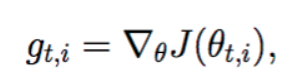 g_{t,i} = ∇_θ J(θ_{t,i}),